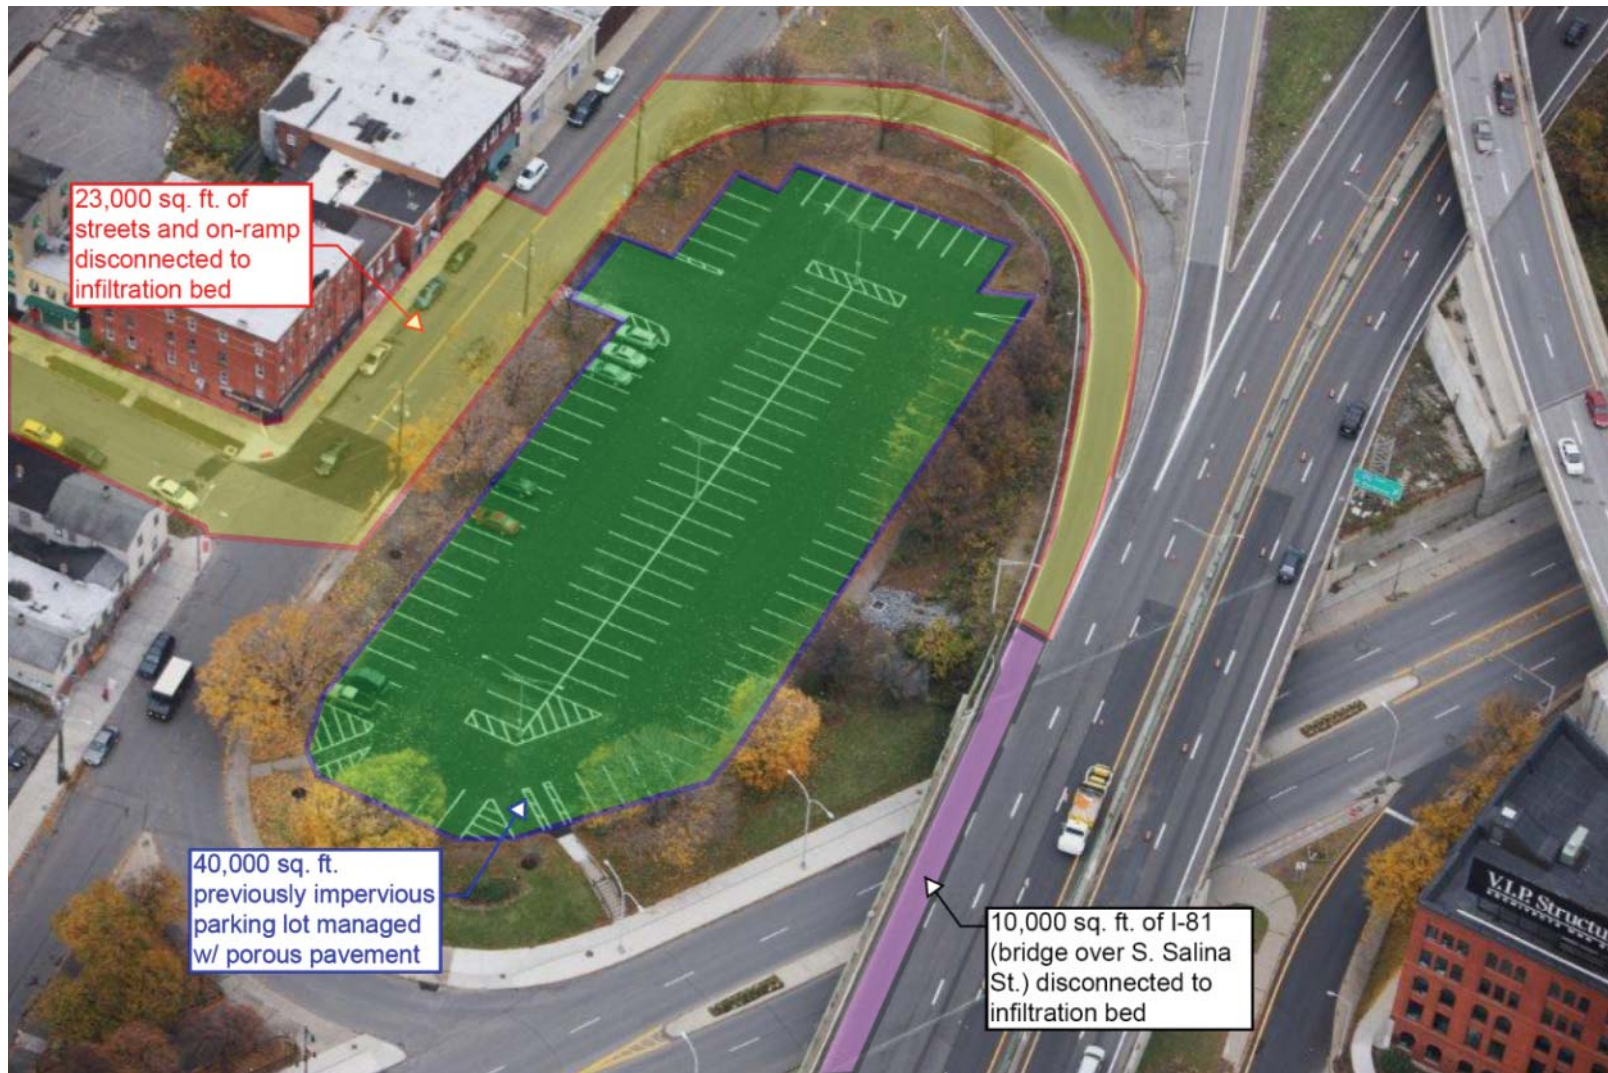 23,000 sq. ft. of
streets and on-ramp
disconnected to
infiltration bed
40,000 sq. ft.
previously impervious
parking lot managed
w/ porous pavement
10,000 sq. ft. of I-81
(bridge over S. Salina
St.) disconnected to
infiltration bed
V.I.P. Structu